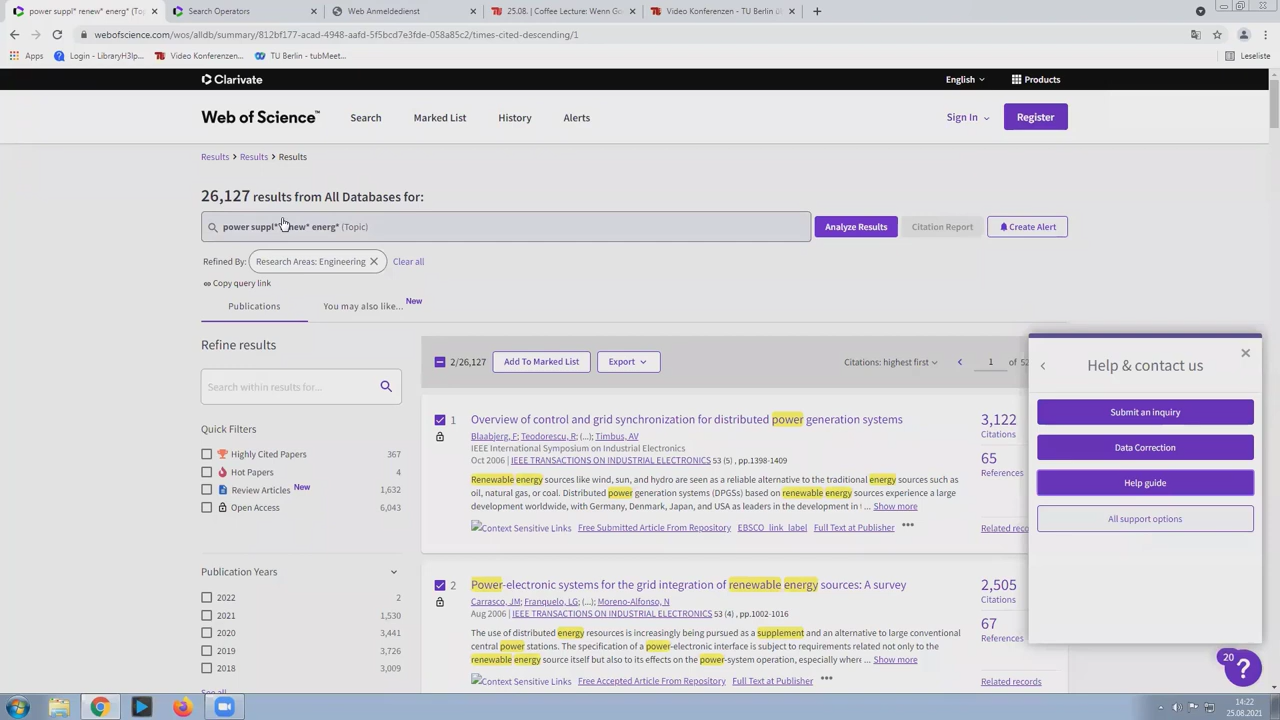 power suppl* renew* energ* (Top
Search Operators
Web Anmeldedienst
25.08. | Coffee Lecture: Wenn Go
Video Konferenzen – TU Berlin
webofscience.com/wos/alldb/summary/812bf177-acad-4948-aafd-5f5bcd7e3fde-058a85c2/times-cited-descending/1
Apps
Login - LibraryH3lp...
Video Konferenzen...
TU Berlin - tubMeet...
Leseliste
Clarivate
English
Products
Web of Science™
Search
Marked List
History
Alerts
Sign In
Register
Results > Results > Results
26,127 results from All Databases for:
power suppl* energ* (Topic)
Analyze Results
Citation Report
Create Alert
Refined By:
Research Areas: Engineering
Clear all
Copy query link
Publications
You may also like...
New
Refine results
2/26,127
Add To Marked List
Export
Citations: highest first
1
of 52
Search within results for...
Quick Filters
Highly Cited Papers 367
Hot Papers 4
Review Articles New 1,632
Open Access 6,043
Publication Years
2022 2
2021 1,530
2020 3,441
2019 3,726
2018 3,009
See all
1
Overview of control and grid synchronization for distributed power generation systems
Blaabjerg, F; Teodorescu, R; (...); Timbus, AV
IEEE International Symposium on Industrial Electronics
Oct 2006 | IEEE TRANSACTIONS ON INDUSTRIAL ELECTRONICS 53 (5) , pp.1398-1409
Renewable energy sources like wind, sun, and hydro are seen as a reliable alternative to the traditional energy sources such as
oil, natural gas, or coal. Distributed power generation systems (DPGSs) based on renewable energy sources experience a large
development worldwide, with Germany, Denmark, Japan, and USA as leaders in the development in ... Show more
Context Sensitive Links
Free Submitted Article From Repository
EBSCO_link_label
Full Text at Publisher
•••
3,122
Citations
65
References
Related reco
2
Power-electronic systems for the grid integration of renewable energy sources: A survey
Carrasco, JM; Franquelo, LG; (...); Moreno-Alfonso, N
Aug 2006 | IEEE TRANSACTIONS ON INDUSTRIAL ELECTRONICS 53 (4) , pp.1002-1016
The use of distributed energy resources is increasingly being pursued as a supplement and an alternative to large conventional
central power stations. The specification of a power-electronic interface is subject to requirements related not only to the
renewable energy source itself but also to its effects on the power-system operation, especially where ... Show more
Context Sensitive Links
Free Accepted Article From Repository
Full Text at Publisher
•••
2,505
Citations
67
References
Related records
Help & contact us
Submit an inquiry
Data Correction
Help guide
All support options
20
?
14:22
25.08.2021